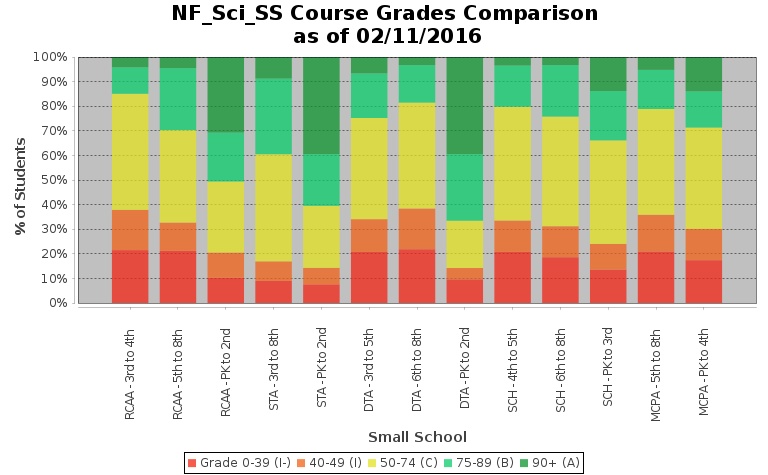 NF_Sci_SS Course Grades Comparison
as of 02/11/2016
100%
90%
80%
70%
60%
50%
40%
30%
20%
10%
0%
% of Students
RCAA - 3rd to 4th
RCAA - 5th to 8th
RCAA - PK to 2nd
STA - 3rd to 8th
STA - PK to 2nd
DTA - 3rd to 5th
DTA - 6th to 8th
DTA - PK to 2nd
SCH - 4th to 5th
SCH - 6th to 8th
SCH - PK to 3rd
MCPA - 5th to 8th
MCPA - PK to 4th
Small School
Grade 0-39 (I-) 40-49 (I) 50-74 (C) 75-89 (B) 90+ (A)